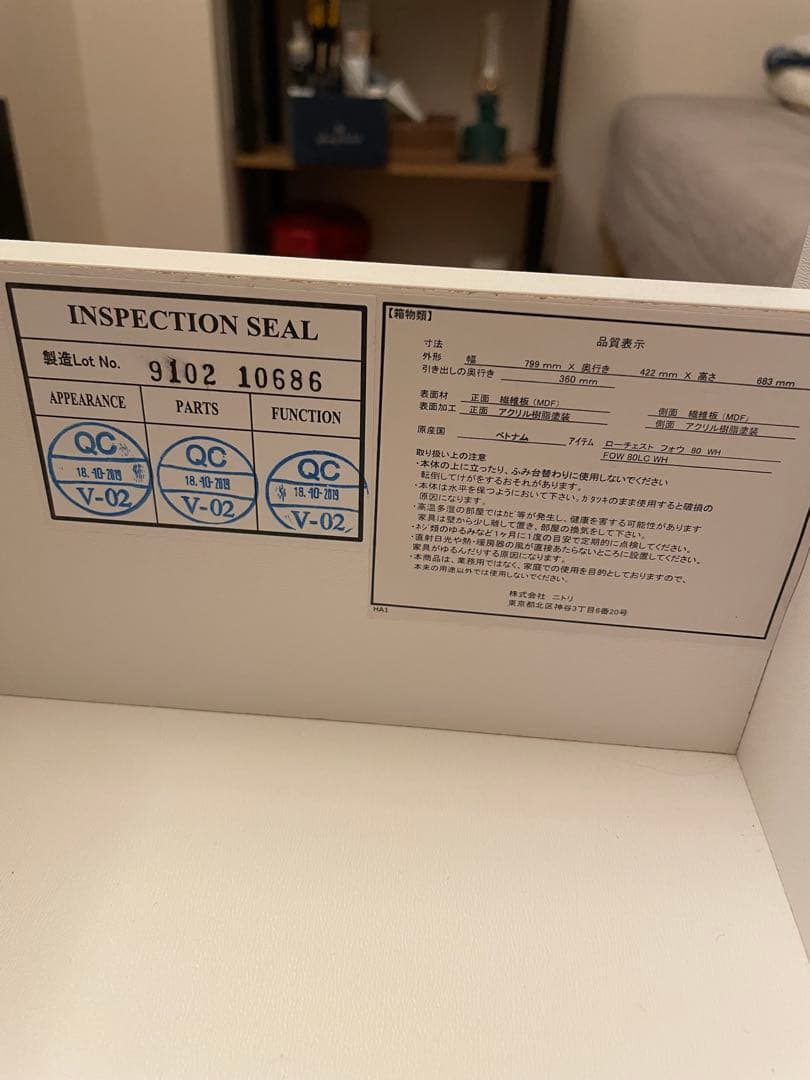 INSPECTION SEAL
製造Lot No. 9102 10686
APPEARANCE PARTS FUNCTION
QC QC QC
18.-10-2019 18.-10-2019 18.-10-2019
V-02 V-02 V-02
【箱物類】
品質表示
寸法
外形 幅 799 mm X 奥行き 422 mm X 高さ 683 mm
引き出しの奥行き 360 mm
表面材 正面 繊維板(MDF) 側面 繊維板(MDF)
表面加工 正面 アクリル樹脂塗装 側面 アクリル樹脂塗装
原産国 ベトナム アイテム ローチェスト フォウ 80 WH
FOW 80LC WH
取り扱い上の注意
・本体の上に立ったり、ふみ台替わりに使用しないでください
転倒してけがをするおそれがあります。
・本体は水平を保つようにおいて下さい。ガタツキのまま使用すると破損の
原因になります。
・高温多湿の部屋ではカビ等が発生し、健康を害する可能性があります
家具は壁から少し離して置き、部屋の換気をして下さい。
・ネジ類のゆるみなど1ヶ月に1度の目安で定期的に点検してください。
・直射日光や熱・暖房器の風が直接あたらないところに設置してください。
家具がゆるんだりする原因になります。
・本商品は、業務用ではなく、家庭での使用を目的としておりますので、
本来の用途以外では使用しないでください。
株式会社 ニトリ
東京都北区神谷3丁目6番20号
HA1